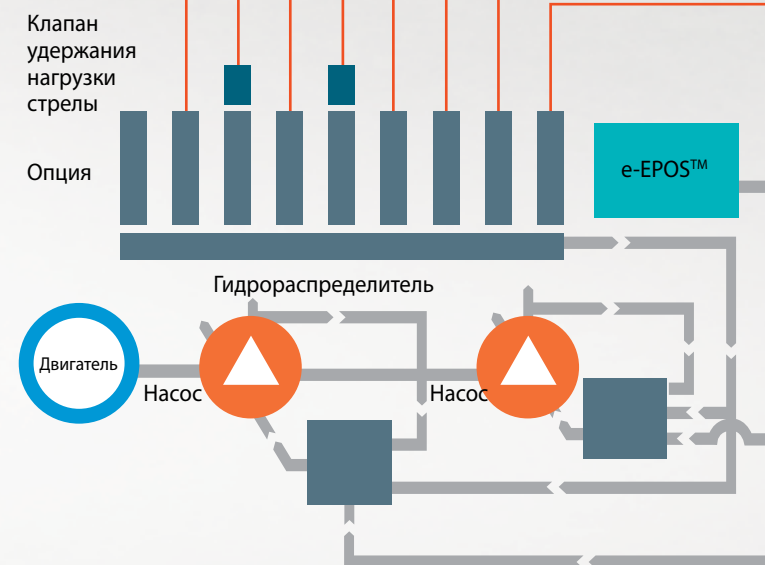 Клапан
удержания
нагрузки
стрелы
Опция
e-EPOS™
Гидрораспределитель
Двигатель
Насос
Насос